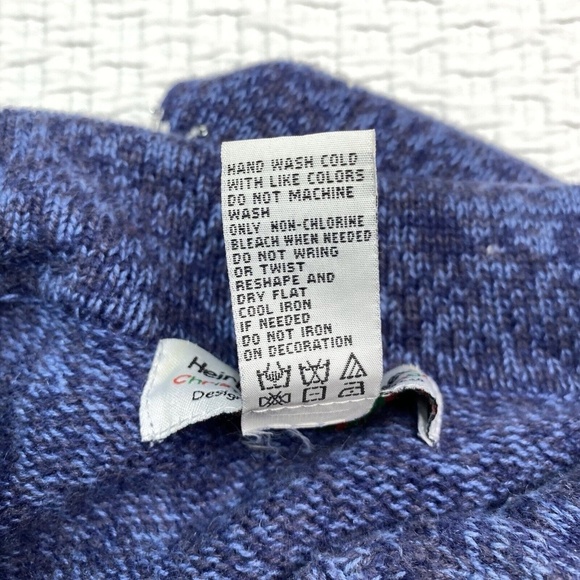 HAND WASH COLD
WITH LIKE COLORS
DO NOT MACHINE
WASH
ONLY NON-CHLORINE
BLEACH WHEN NEEDED
DO NOT WRING
OR TWIST
RESHAPE AND
DRY FLAT
COOL IRON
IF NEEDED
DO NOT IRON
ON DECORATION